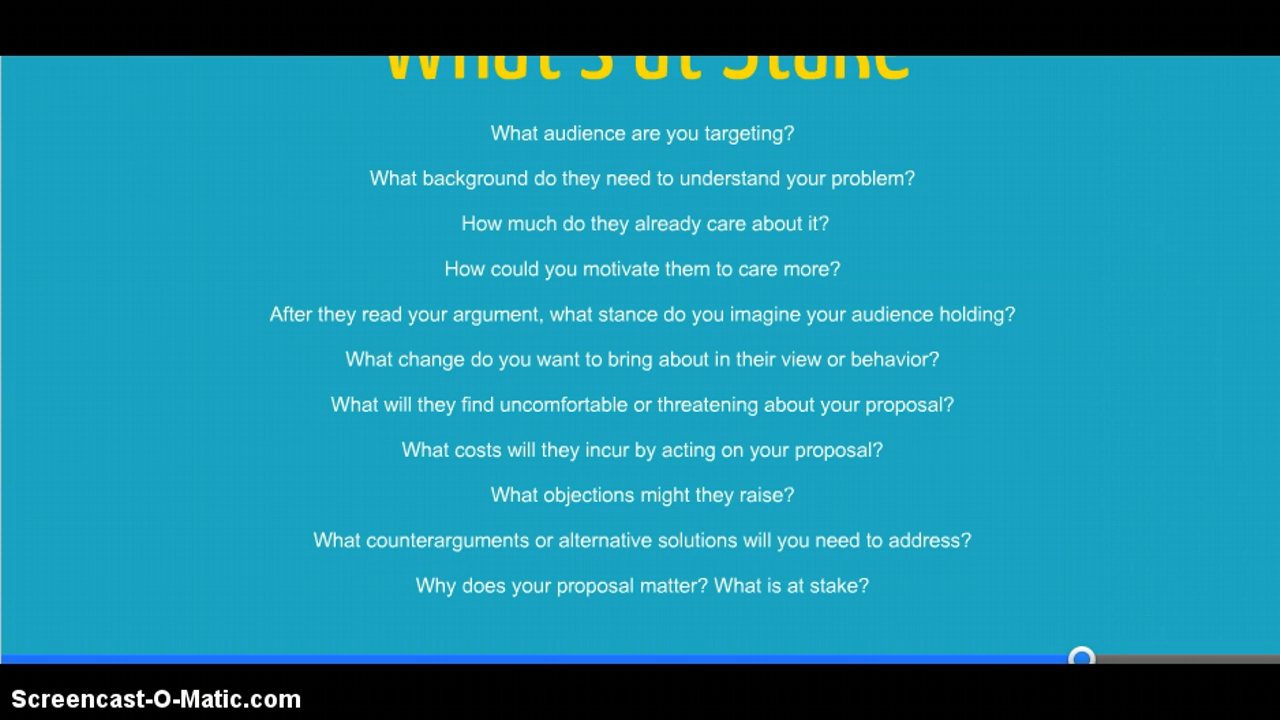 What's at Stake
What audience are you targeting?
What background do they need to understand your problem?
How much do they already care about it?
How could you motivate them to care more?
After they read your argument, what stance do you imagine your audience holding?
What change do you want to bring about in their view or behavior?
What will they find uncomfortable or threatening about your proposal?
What costs will they incur by acting on your proposal?
What objections might they raise?
What counterarguments or alternative solutions will you need to address?
Why does your proposal matter? What is at stake?
Screencast-O-Matic.com